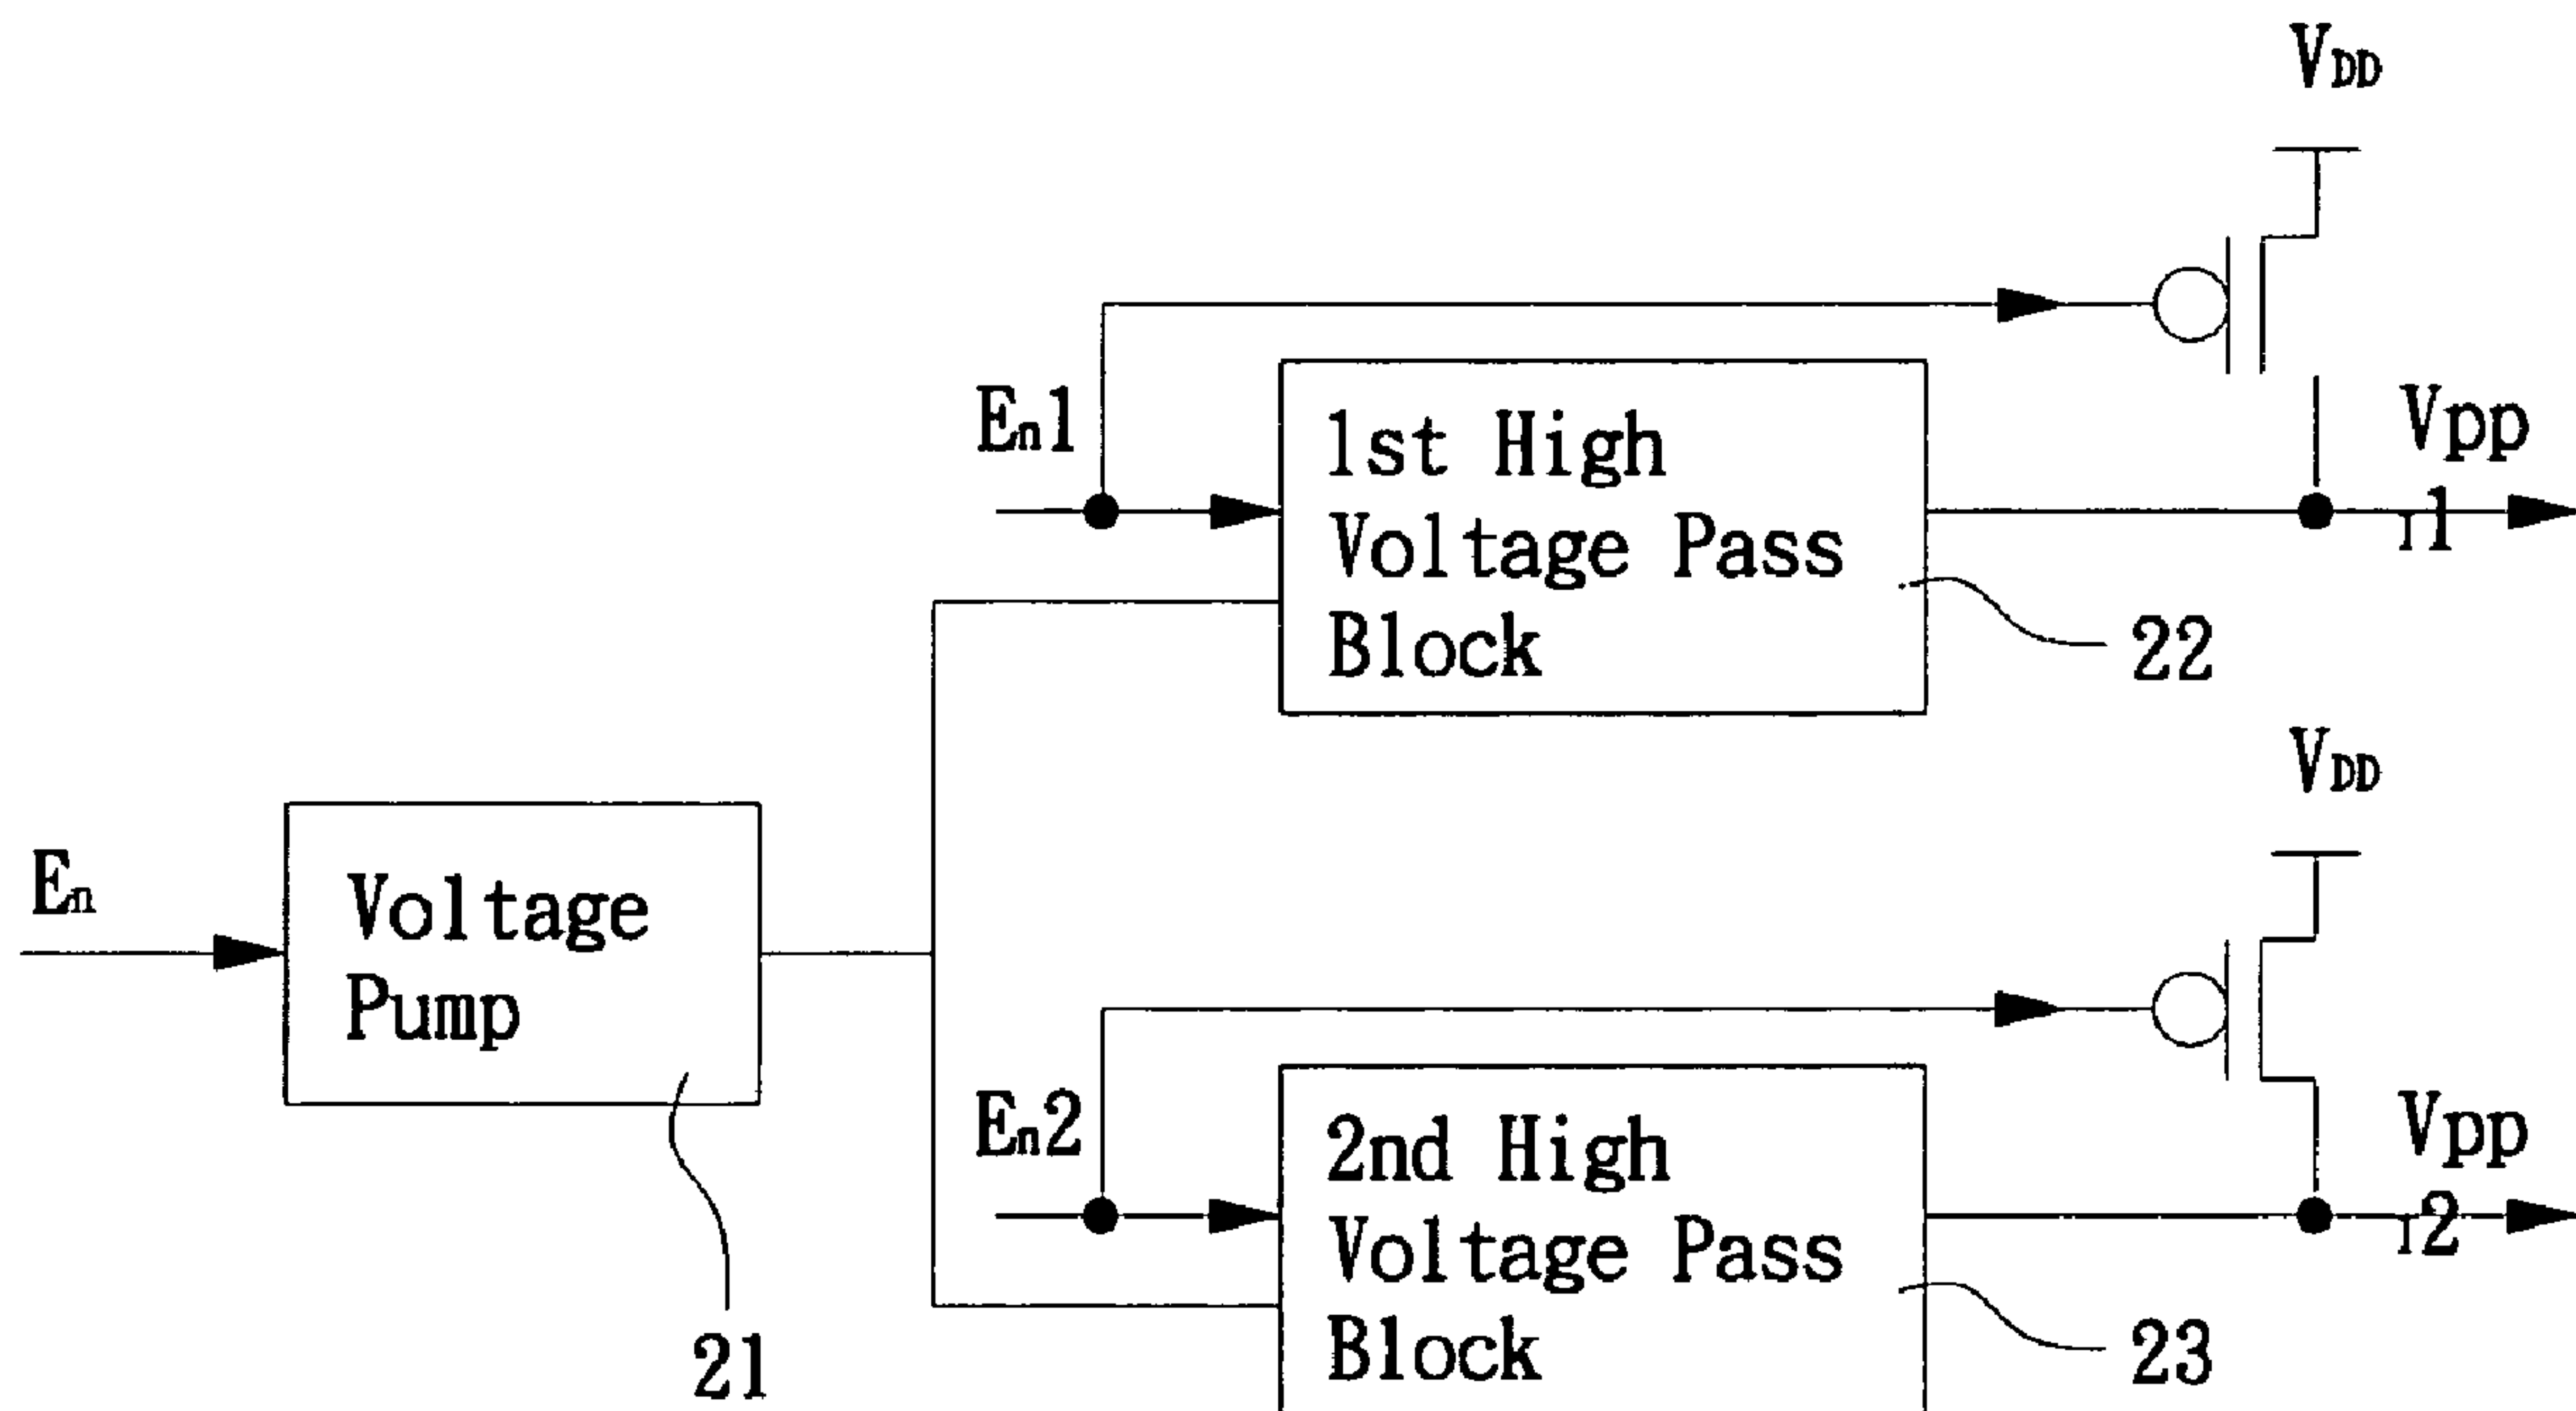 VDD
En1
1st High
Voltage Pass
Block
Vpp
1
22
VDD
En
Voltage
Pump
21
En2
2nd High
Voltage Pass
Block
Vpp
2
23